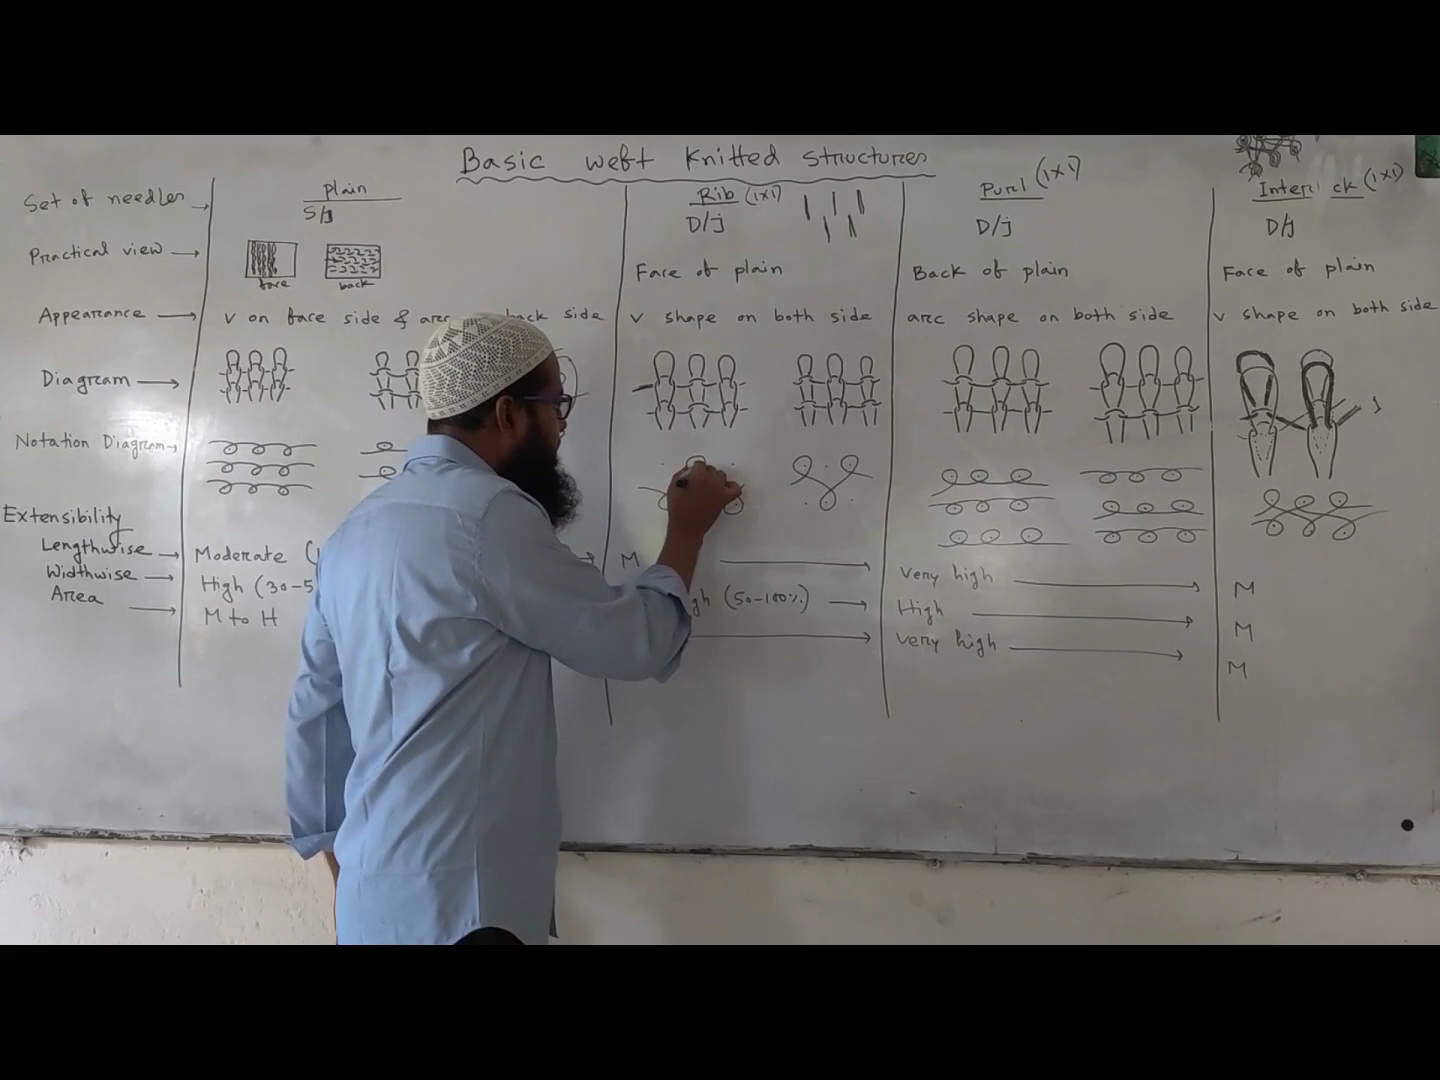 Basic weft knitted structures
Set of needles
plain
S/j
Rib (1x1)
D/j
Purl (1x1)
D/j
(1x1)
D/j
Practical view
face
back
Face of plain
Back of plain
Face of plain
Appearance
v on face side & arc back side
v shape on both side
arc shape on both side
v shape on both side
Diagram
Notation Diagram
Extensibility
Lengthwise
Moderate (
M
very high
M
Widthwise
High (30-5
(50-100%)
High
M
Area
M to H
very high
M